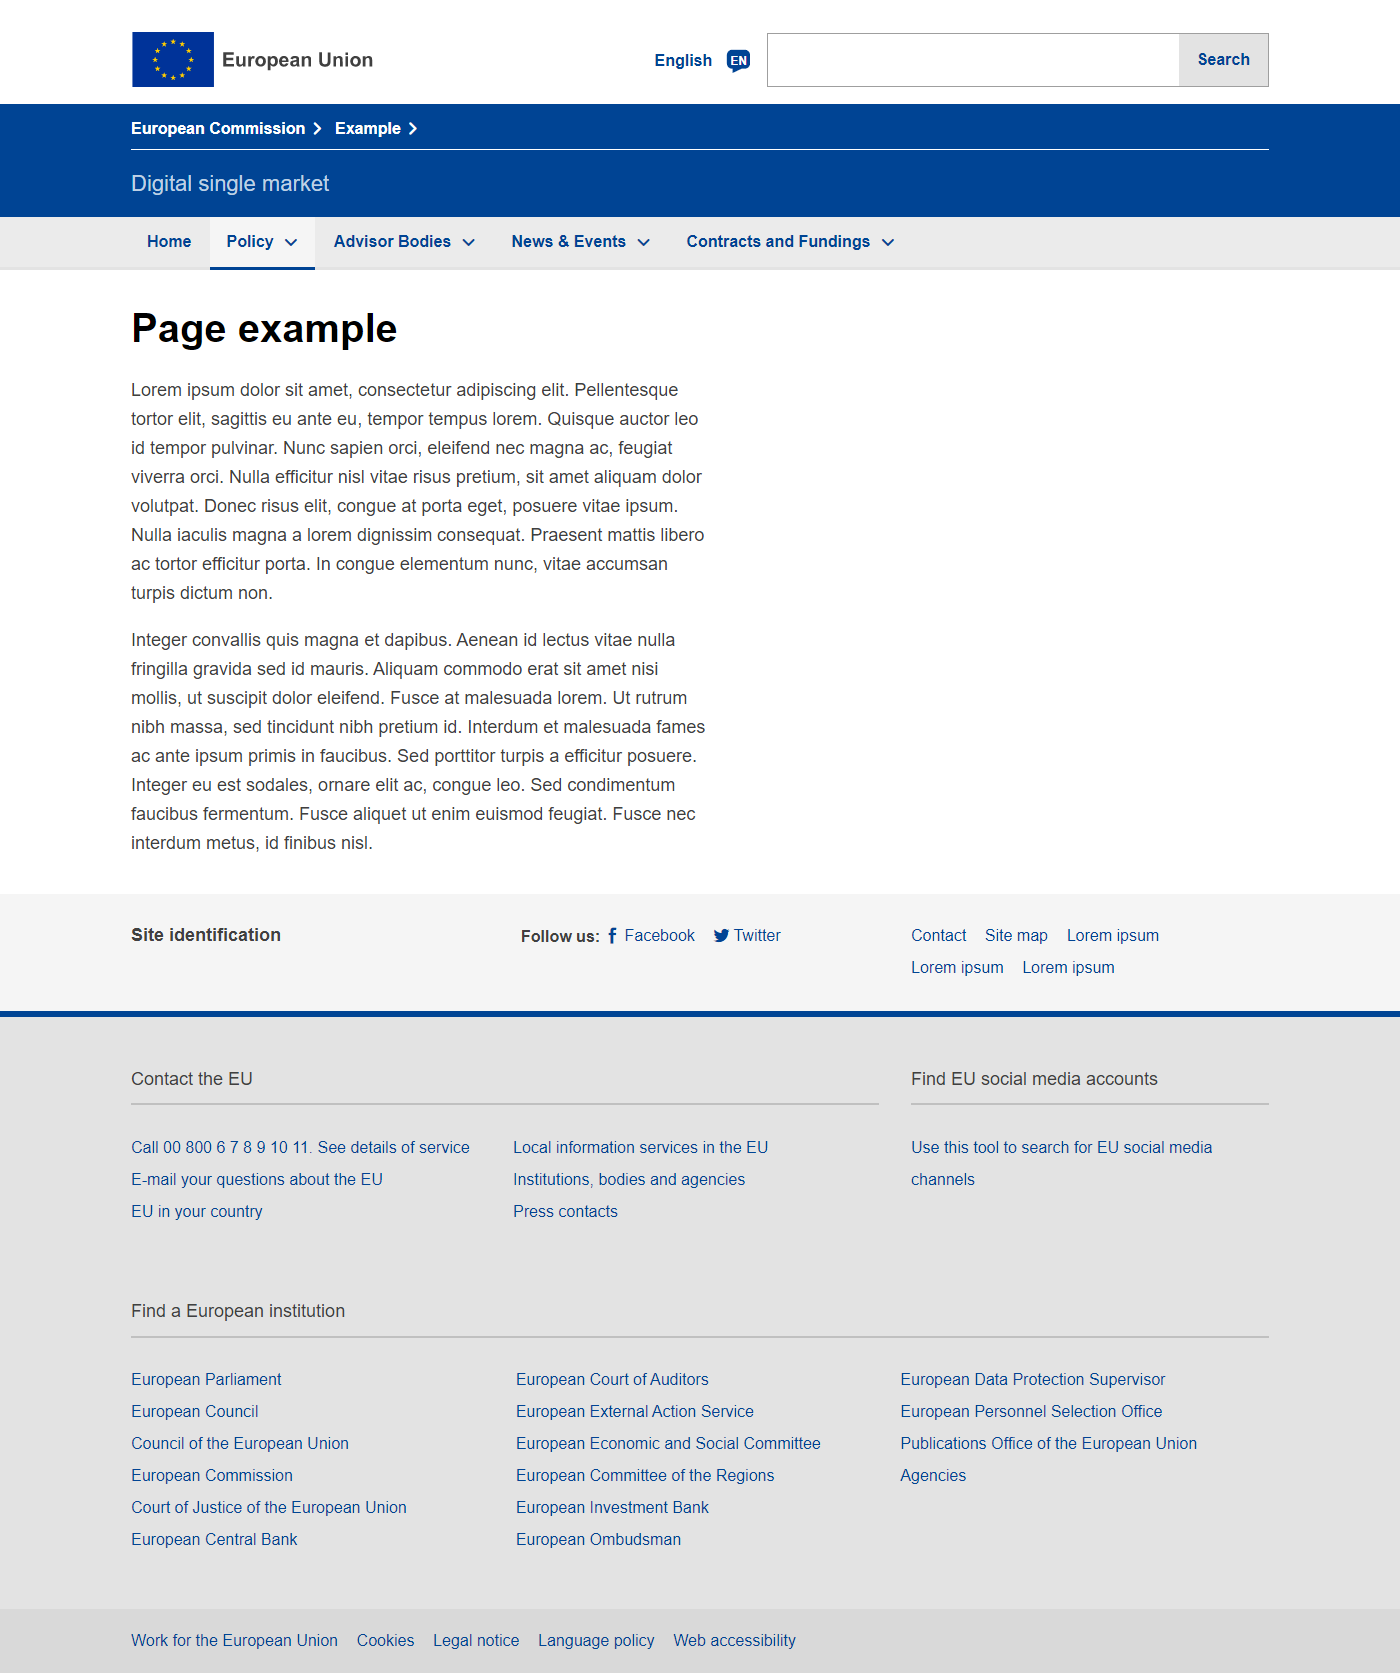 European Union
English EN Search
European Commission Example
Digital single market
Home Policy Advisor Bodies News & Events Contracts and Fundings
Page example
Lorem ipsum dolor sit amet, consectetur adipiscing elit. Pellentesque
tortor elit, sagittis eu ante eu, tempor tempus lorem. Quisque auctor leo
id tempor pulvinar. Nunc sapien orci, eleifend nec magna ac, feugiat
viverra orci. Nulla efficitur nisl vitae risus pretium, sit amet aliquam dolor
volutpat. Donec risus elit, congue at porta eget, posuere vitae ipsum.
Nulla iaculis magna a lorem dignissim consequat. Praesent mattis libero
ac tortor efficitur porta. In congue elementum nunc, vitae accumsan
turpis dictum non.
Integer convallis quis magna et dapibus. Aenean id lectus vitae nulla
fringilla gravida sed id mauris. Aliquam commodo erat sit amet nisi
mollis, ut suscipit dolor eleifend. Fusce at malesuada lorem. Ut rutrum
nibh massa, sed tincidunt nibh pretium id. Interdum et malesuada fames
ac ante ipsum primis in faucibus. Sed porttitor turpis a efficitur posuere.
Integer eu est sodales, ornare elit ac, congue leo. Sed condimentum
faucibus fermentum. Fusce aliquet ut enim euismod feugiat. Fusce nec
interdum metus, id finibus nisl.
Site identification
Follow us: Facebook Twitter
Contact Site map Lorem ipsum
Lorem ipsum Lorem ipsum
Contact the EU
Call 00 800 6 7 8 9 10 11. See details of service
E-mail your questions about the EU
EU in your country
Local information services in the EU
Institutions, bodies and agencies
Press contacts
Find EU social media accounts
Use this tool to search for EU social media
channels
Find a European institution
European Parliament
European Council
Council of the European Union
European Commission
Court of Justice of the European Union
European Central Bank
European Court of Auditors
European External Action Service
European Economic and Social Committee
European Committee of the Regions
European Investment Bank
European Ombudsman
European Data Protection Supervisor
European Personnel Selection Office
Publications Office of the European Union
Agencies
Work for the European Union Cookies Legal notice Language policy Web accessibility